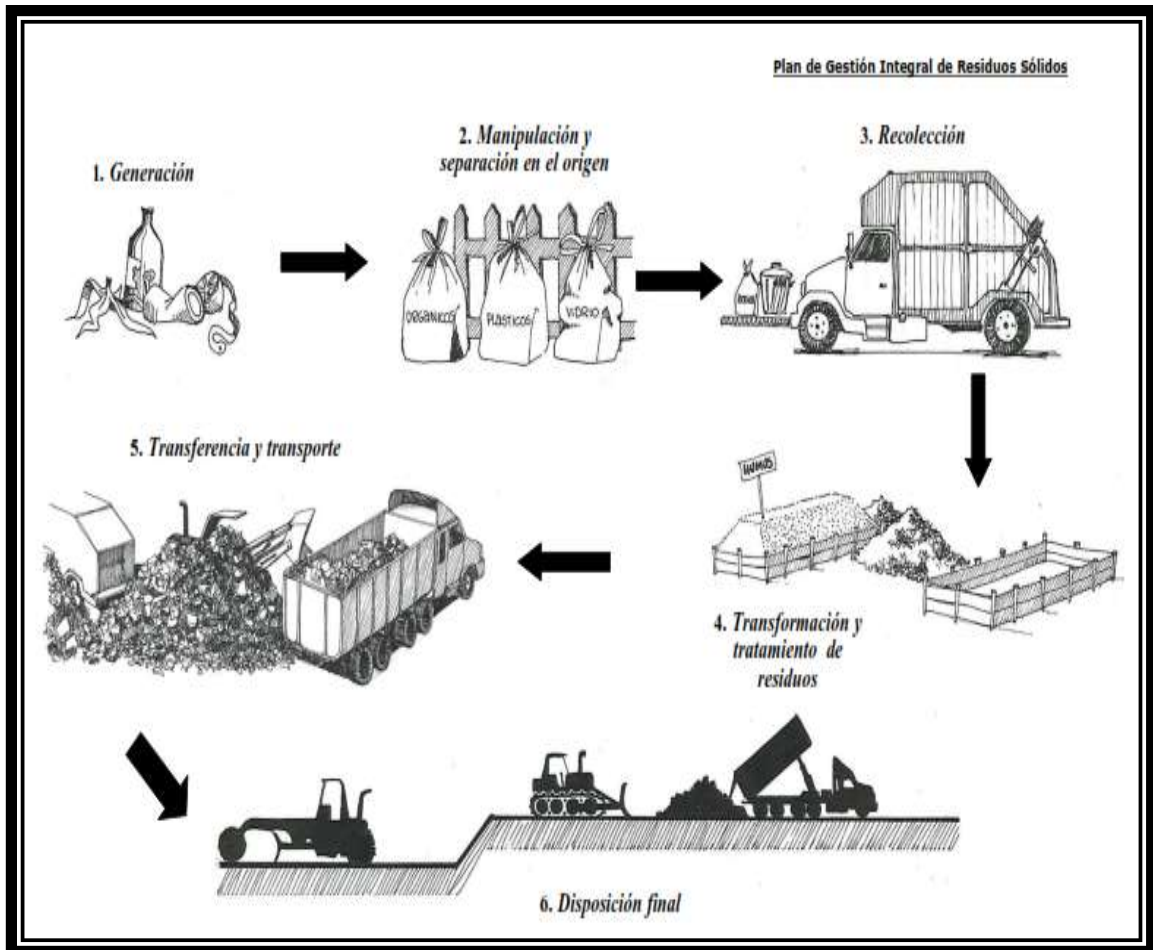 Plan de Gestión Integral de Residuos Sólidos
1. Generación
2. Manipulación y
separación en el origen
3. Recolección
ORGANICOS
PLASTICOS
VIDRIO
HUMUS
4. Transformación y
tratamiento de
residuos
5. Transferencia y transporte
6. Disposición final